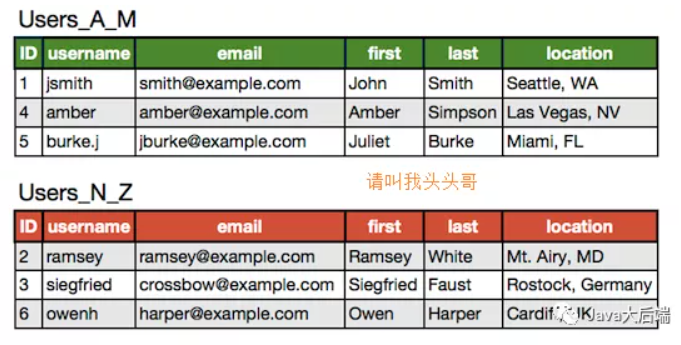 Users_A_M
ID username email first last location
1 jsmith smith@example.com John Smith Seattle, WA
4 amber amber@example.com Amber Simpson Las Vegas, NV
5 burke.j jburke@example.com Juliet Burke Miami, FL
请叫我头头哥
Users_N_Z
ID username email first last location
2 ramsey ramsey@example.com Ramsey White Mt. Airy, MD
3 siegfried crossbow@example.com Siegfried Faust Rostock, Germany
6 owenh harper@example.com Owen Harper
Java大后端